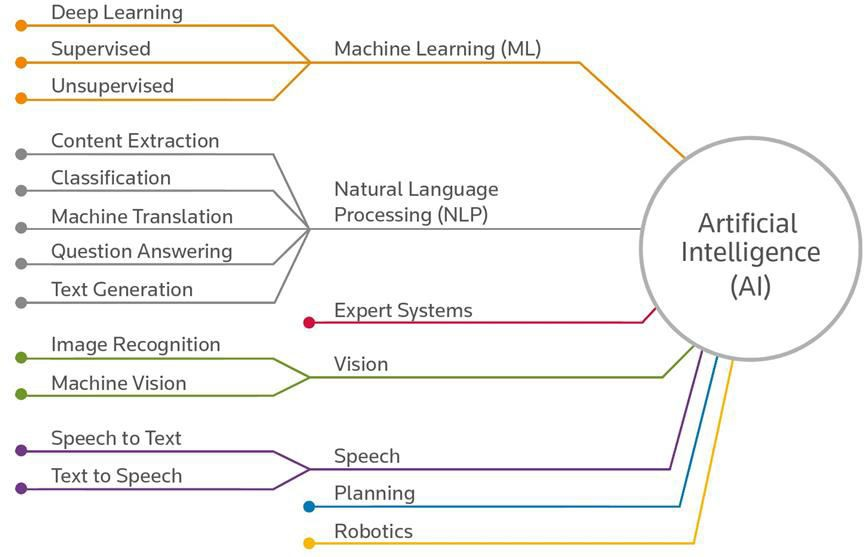 Deep Learning
Supervised
Machine Learning (ML)
Unsupervised
Content Extraction
Classification
Machine Translation
Question Answering
Text Generation
Natural Language
Processing (NLP)
Expert Systems
Image Recognition
Machine Vision
Vision
Speech to Text
Text to Speech
Speech
Planning
Robotics
Artificial
Intelligence
(AI)